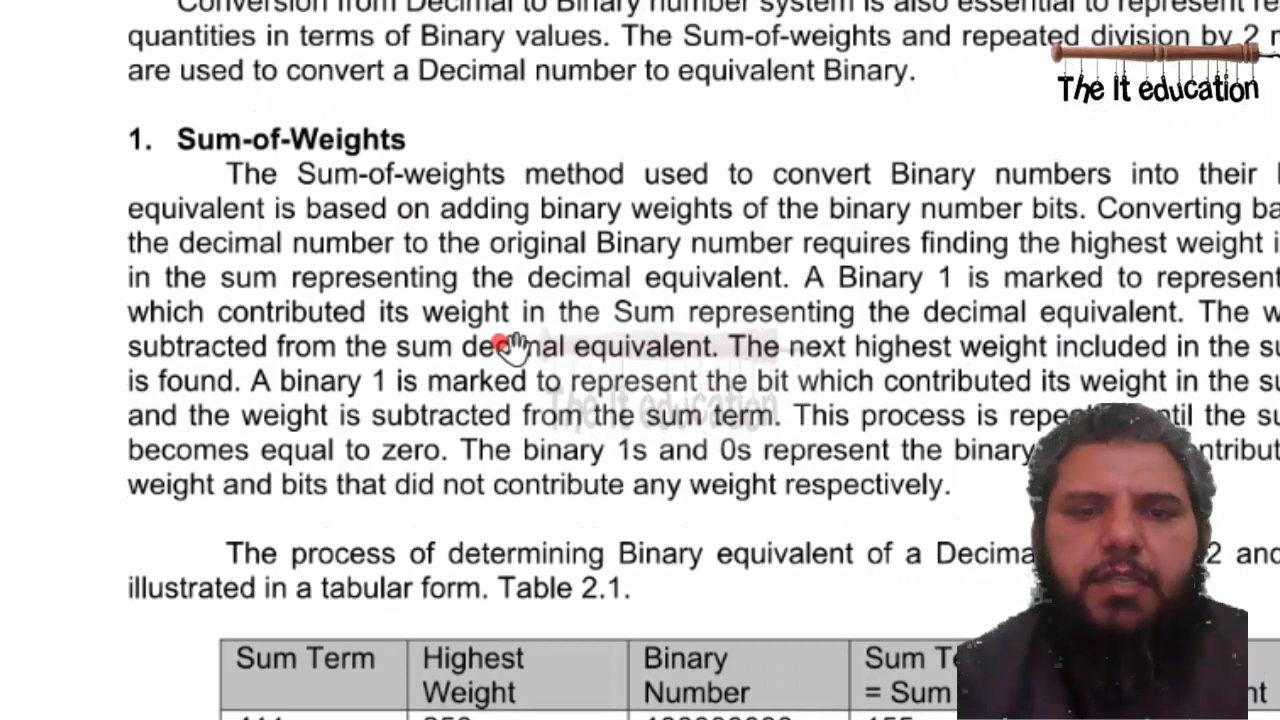 Conversion from Decimal to Binary number system is also essential to represent
quantities in terms of Binary values. The Sum-of-weights and repeated division by 2
are used to convert a Decimal number to equivalent Binary.
The It education
1. Sum-of-Weights
The Sum-of-weights method used to convert Binary numbers into their
equivalent is based on adding binary weights of the binary number bits. Converting
the decimal number to the original Binary number requires finding the highest weight
in the sum representing the decimal equivalent. A Binary 1 is marked to represent
which contributed its weight in the Sum representing the decimal equivalent. The
subtracted from the sum equivalent. The next highest weight included in the
is found. A binary 1 is marked to represent the bit which contributed its weight in the
and the weight is subtracted from the sum term. This process is until the
becomes equal to zero. The binary 1s and 0s represent the binary
weight and bits that did not contribute any weight respectively.
The It education
The process of determining Binary equivalent of a 2 and
illustrated in a tabular form. Table 2.1.
Sum Term Highest Binary Sum
Weight Number = Sum